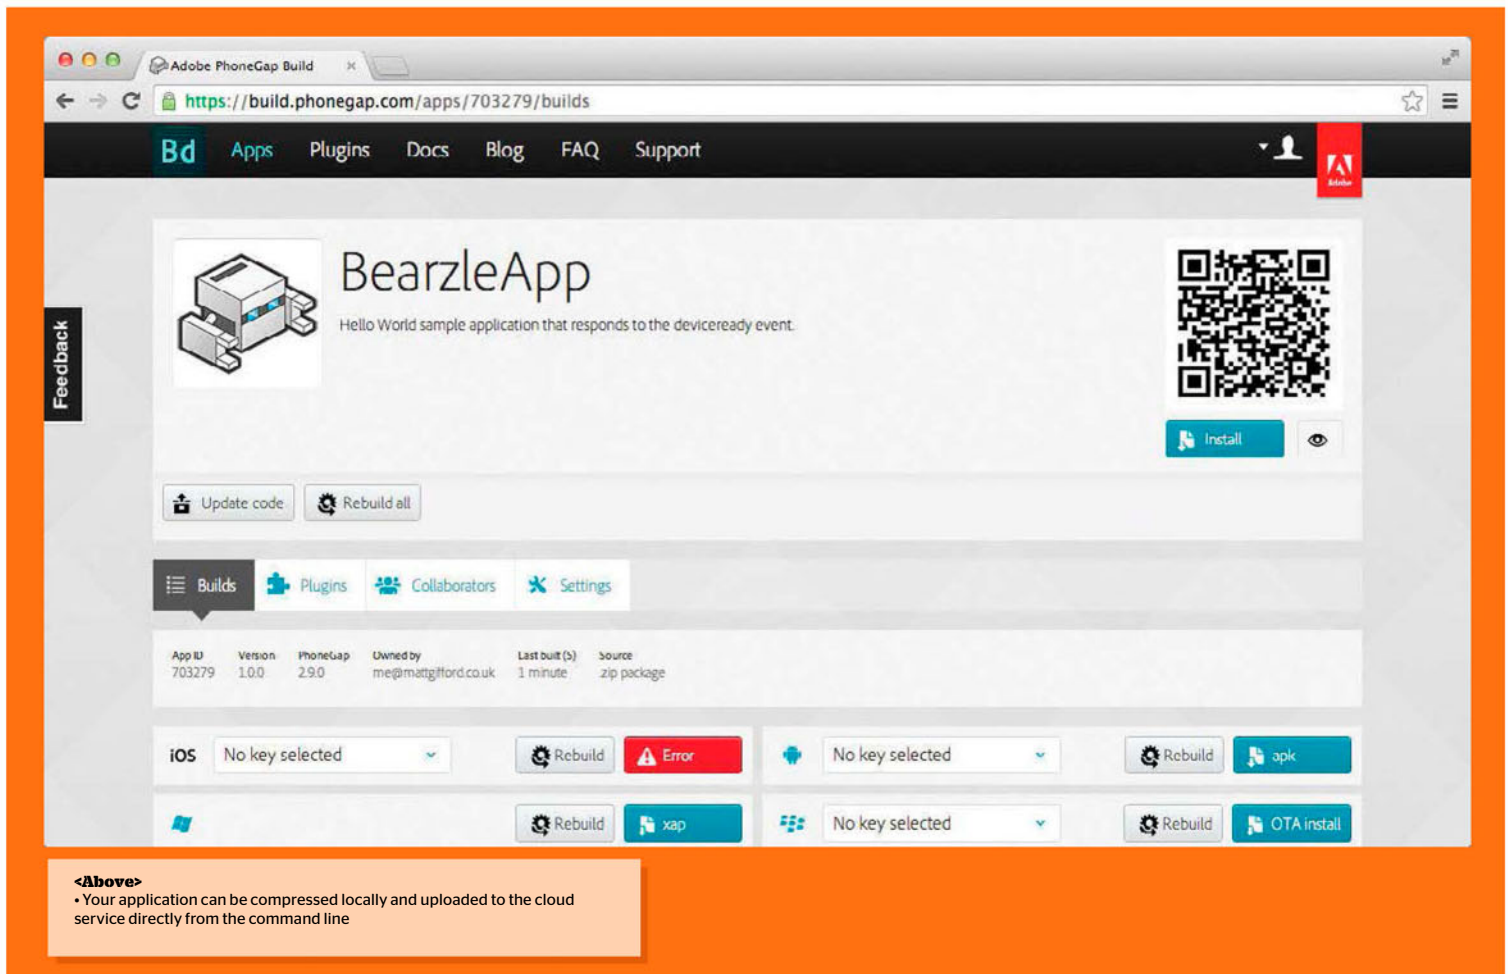 Adobe PhoneGap Build
https://build.phonegap.com/apps/703279/builds
Bd Apps Plugins Docs Blog FAQ Support
Adobe
Feedback
BearzleApp
Hello World sample application that responds to the deviceready event.
Install
Update code Rebuild all
Builds Plugins Collaborators Settings
App ID Version PhoneGap Owned by Last built (5) Source
703279 1.0.0 2.9.0 me@mattgifford.co.uk 1 minute zip package
iOS No key selected Rebuild Error No key selected Rebuild apk
Rebuild xap No key selected Rebuild OTA install
<Above>
• Your application can be compressed locally and uploaded to the cloud
service directly from the command line